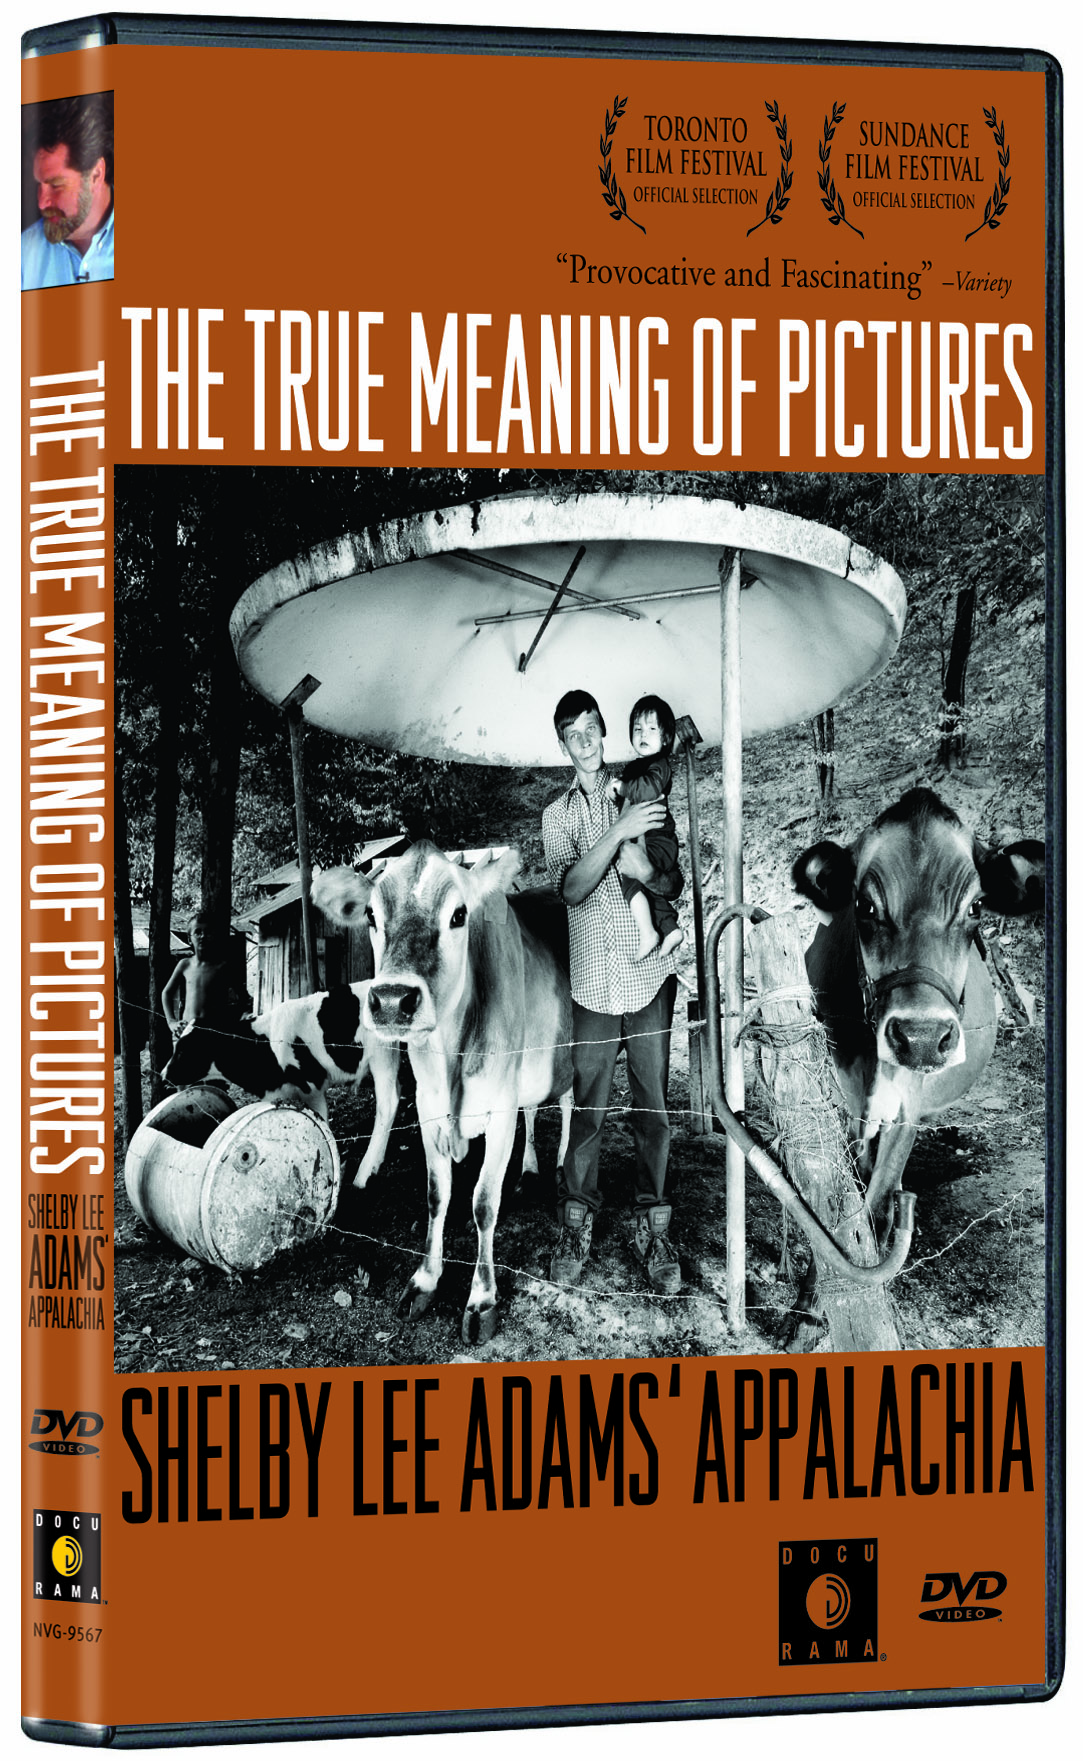 TORONTO
FILM FESTIVAL
OFFICIAL SELECTION
SUNDANCE
FILM FESTIVAL
OFFICIAL SELECTION
“Provocative and Fascinating” –Variety
THE TRUE MEANING OF PICTURES
SHELBY LEE ADAMS' APPALACHIA
DOCU
RAMA®
DVD
VIDEO
THE TRUE MEANING OF PICTURES
SHELBY LEE
ADAMS'
APPALACHIA
DVD
VIDEO
DOCU
RAMA™
NVG-9567